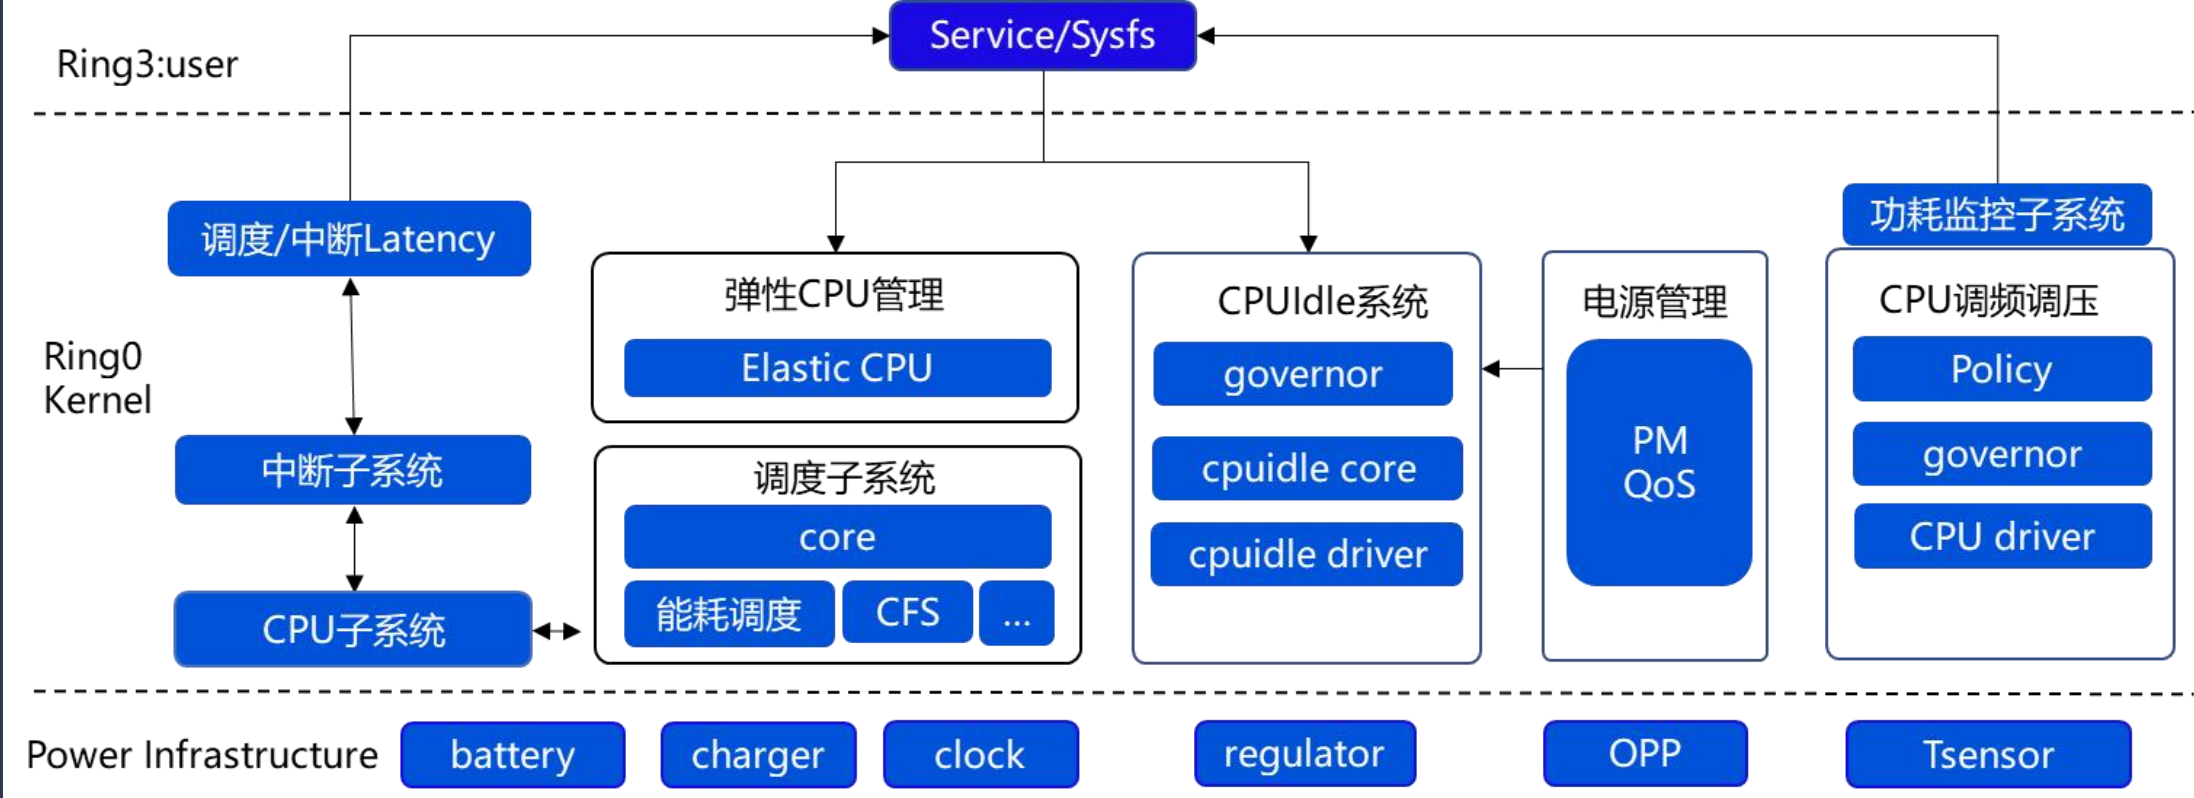 Service/Sysfs
Ring3:user
调度/中断Latency
功耗监控子系统
弹性CPU管理
Elastic CPU
CPUIdle系统
governor
cpuidle core
cpuidle driver
电源管理
PM
QoS
CPU调频调压
Policy
governor
CPU driver
Ring0
Kernel
中断子系统
CPU子系统
调度子系统
core
能耗调度
CFS
...
Power Infrastructure
battery
charger
clock
regulator
OPP
Tsensor